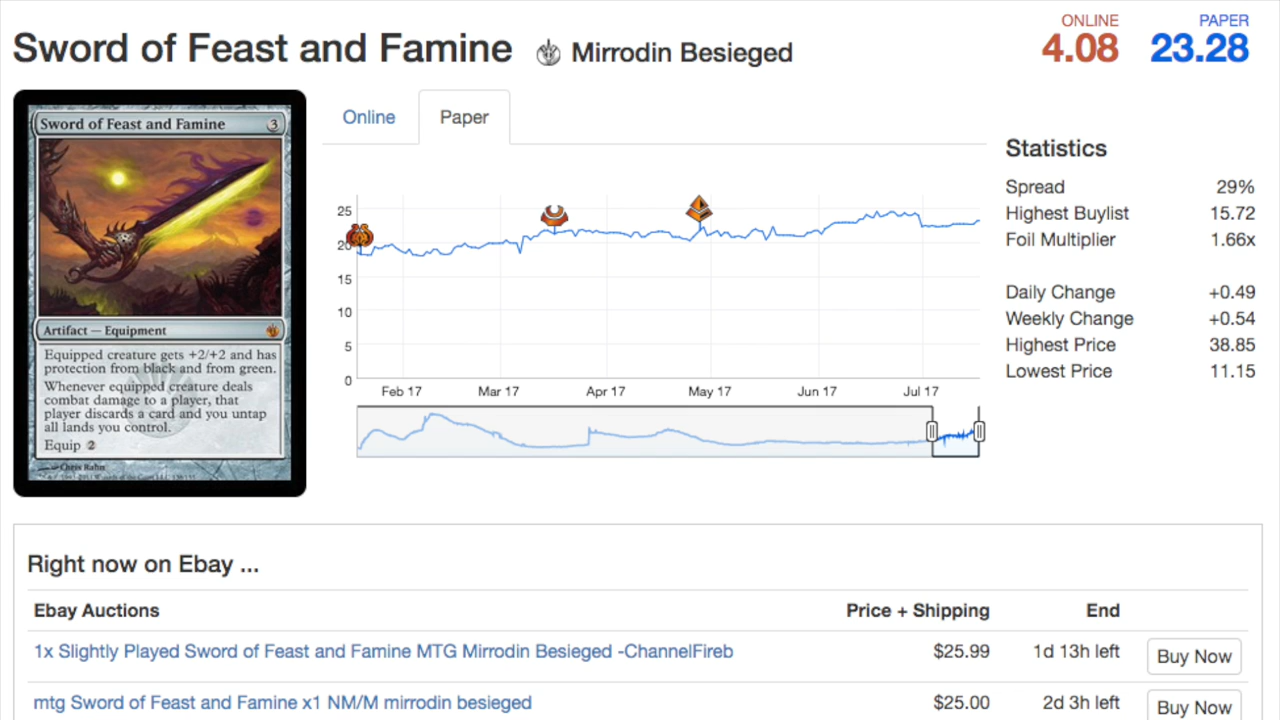 ONLINE PAPER
Sword of Feast and Famine Mirrodin Besieged 4.08 23.28
Sword of Feast and Famine 3
Artifact — Equipment
Equipped creature gets +2/+2 and has
protection from black and from green.
Whenever equipped creature deals
combat damage to a player, that
player discards a card and you untap
all lands you control.
Equip 2
Chris Rahn
Online Paper
25
20
15
10
5
0
Feb 17 Mar 17 Apr 17 May 17 Jun 17 Jul 17
Statistics
Spread 29%
Highest Buylist 15.72
Foil Multiplier 1.66x
Daily Change +0.49
Weekly Change +0.54
Highest Price 38.85
Lowest Price 11.15
Right now on Ebay ...
Ebay Auctions Price + Shipping End
1x Slightly Played Sword of Feast and Famine MTG Mirrodin Besieged -ChannelFireb $25.99 1d 13h left Buy Now
mtg Sword of Feast and Famine x1 NM/M mirrodin besieged $25.00 2d 3h left Buy Now